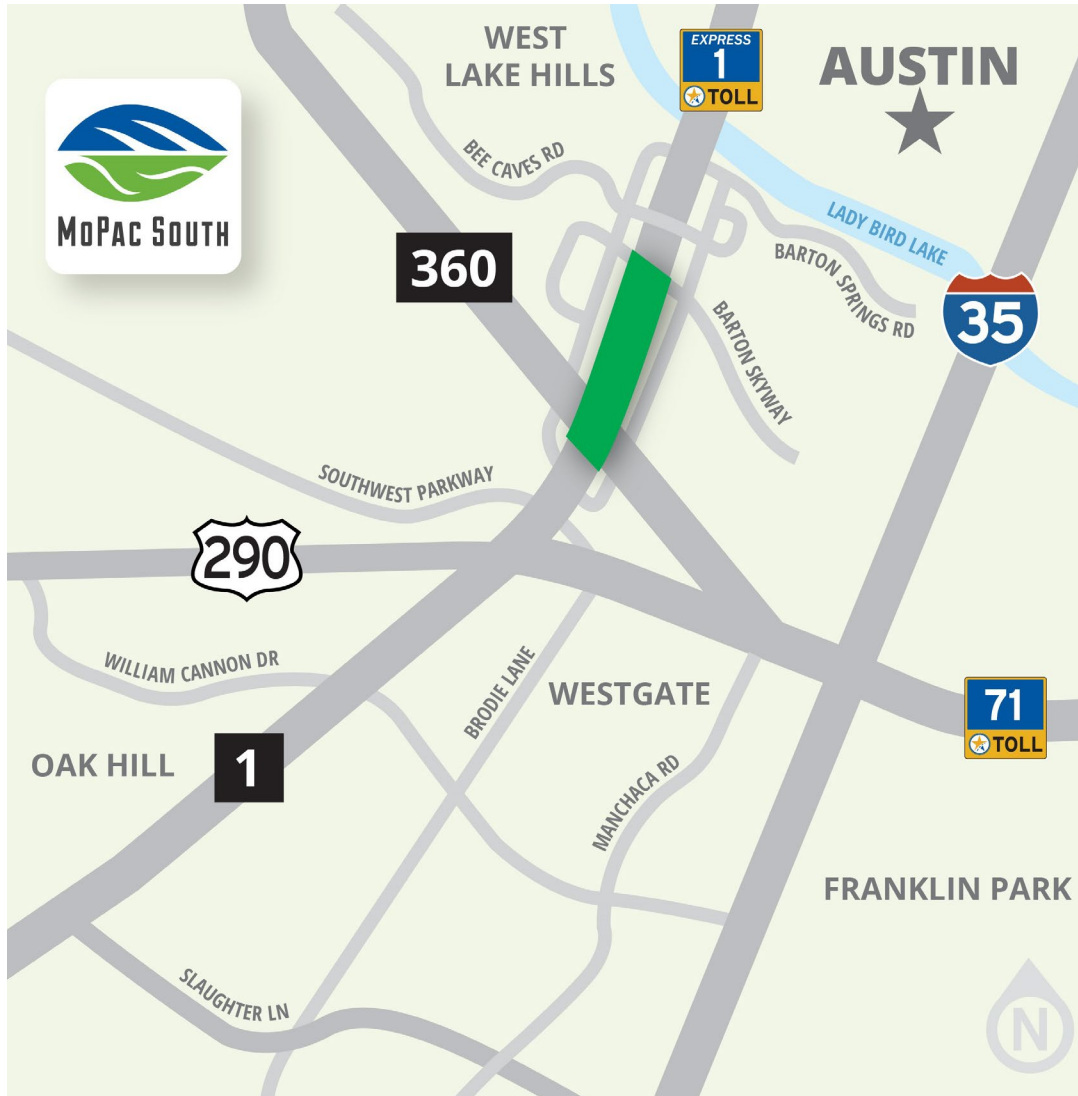 WEST
LAKE HILLS
EXPRESS
1
TOLL
AUSTIN
MOPAC SOUTH
BEE CAVES RD
LADY BIRD LAKE
BARTON SPRINGS RD
360
35
BARTON SKYWAY
SOUTHWEST PARKWAY
290
WILLIAM CANNON DR
BRODIE LANE
WESTGATE
71
TOLL
OAK HILL
1
MANCHACA RD
FRANKLIN PARK
SLAUGHTER LN
N